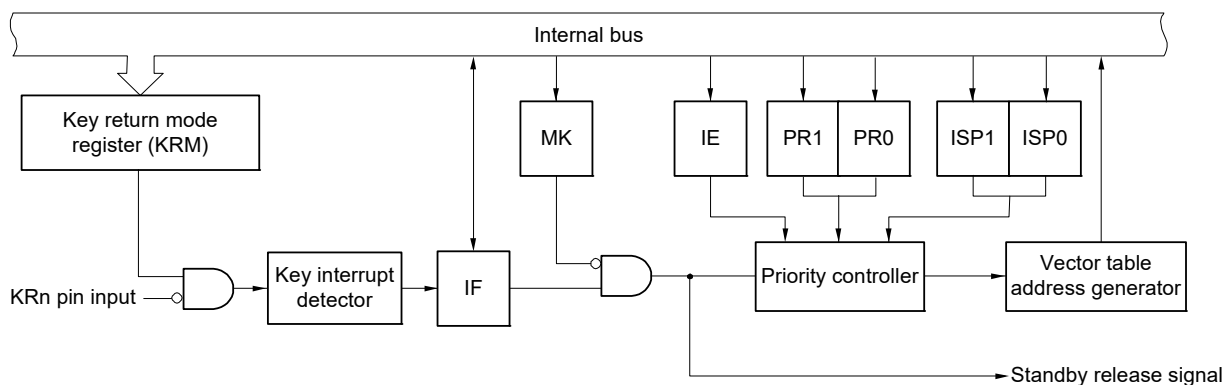 Internal bus
Key return mode
register (KRM)
MK
IE
PR1
PR0
ISP1
ISP0
KRn pin input
Key interrupt
detector
IF
Priority controller
Vector table
address generator
Standby release signal